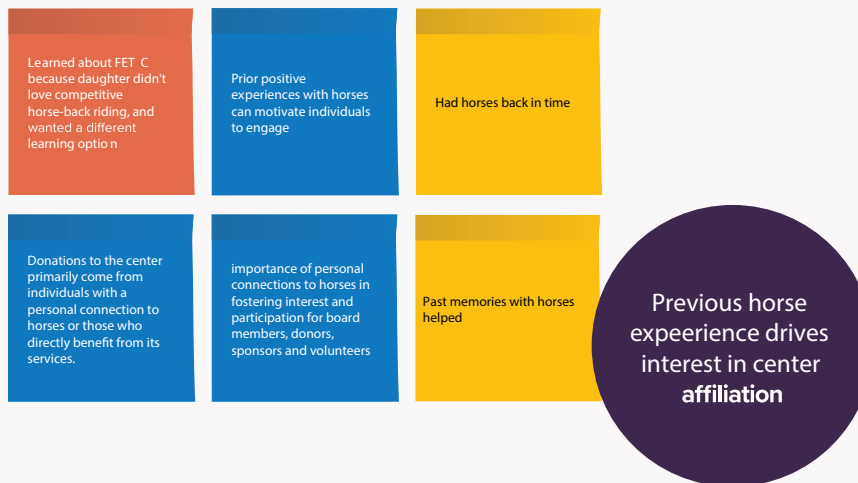 Learned about FET C
because daughter didn't
love competitive
horse-back riding, and
wanted a different
learning optio n
Prior positive
experiences with horses
can motivate individuals
to engage
Had horses back in time
Donations to the center
primarily come from
individuals with a
personal connection to
horses or those who
directly benefit from its
services.
importance of personal
connections to horses in
fostering interest and
participation for board
members, donors,
sponsors and volunteers
Past memories with horses
helped
Previous horse
expeerience drives
interest in center
affiliation